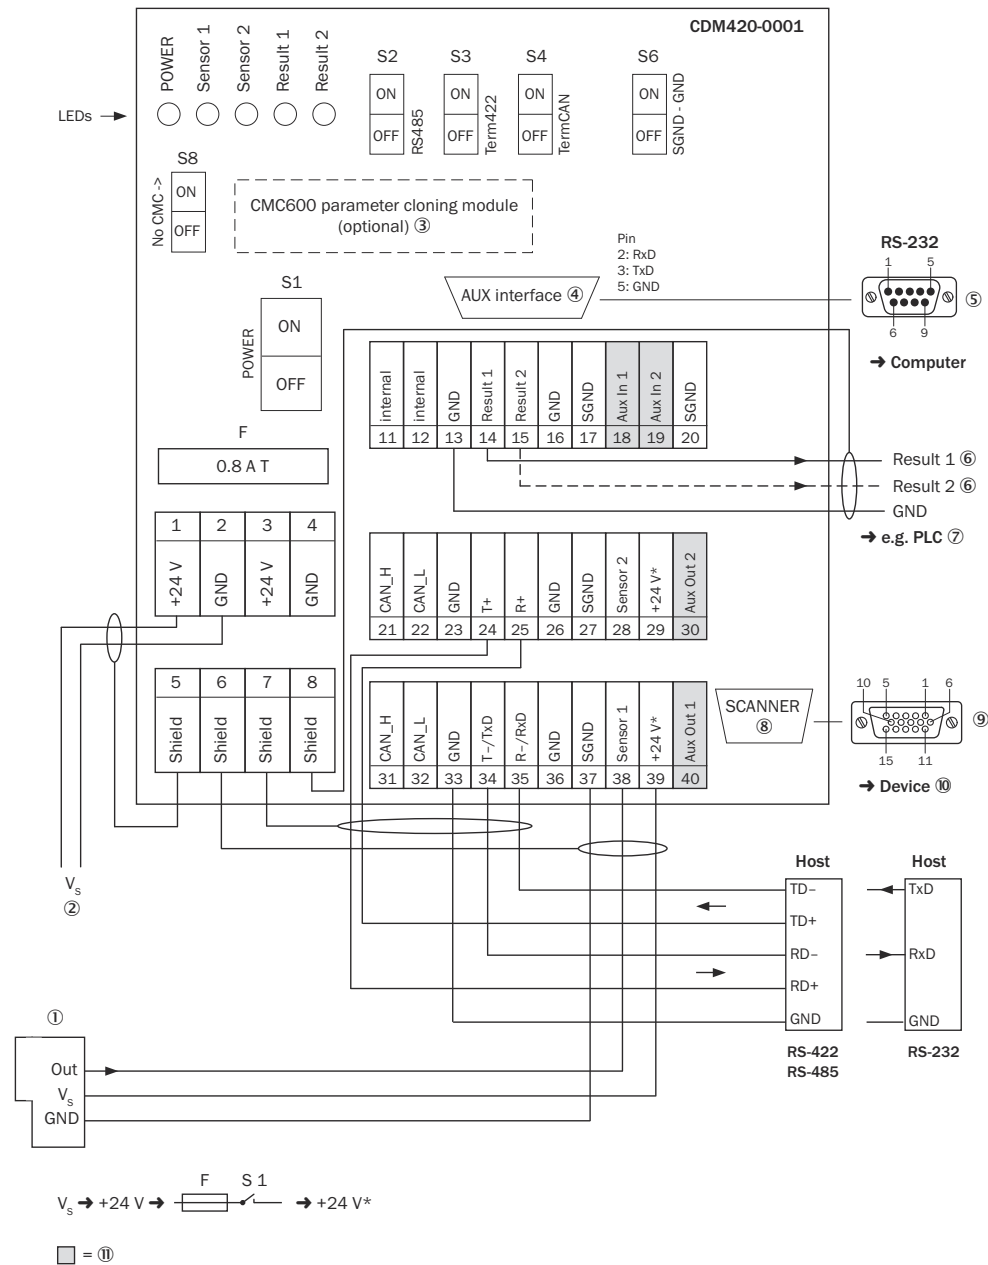 CDM420-0001
POWER
Sensor 1
Sensor 2
Result 1
Result 2
LEDs
S2
ON
OFF
RS485
S3
ON
OFF
Term422
S4
ON
OFF
TermCAN
S6
ON
OFF
SGND - GND
S8
No CMC ->
ON
OFF
CMC600 parameter cloning module
(optional) ③
Pin
2: RxD
3: TxD
5: GND
AUX interface ④
RS-232
1 5
6 9
⑤
➔ Computer
S1
POWER
ON
OFF
F
0.8 A T
internal internal GND Result 1 Result 2 GND SGND Aux In 1 Aux In 2 SGND
11 12 13 14 15 16 17 18 19 20
Result 1 ⑥
Result 2 ⑥
GND
➔ e.g. PLC ⑦
1 2 3 4
+24 V GND +24 V GND
CAN_H CAN_L GND T+ R+ GND SGND Sensor 2 +24 V* Aux Out 2
21 22 23 24 25 26 27 28 29 30
5 6 7 8
Shield Shield Shield Shield
CAN_H CAN_L GND T-/TxD R-/RxD GND SGND Sensor 1 +24 V* Aux Out 1
31 32 33 34 35 36 37 38 39 40
SCANNER
⑧
10 5 1 6
15 11
⑨
➔ Device ⑩
Vs
②
Host
TD-
TD+
RD-
RD+
GND
RS-422
RS-485
Host
TxD
RxD
GND
RS-232
①
Out
Vs
GND
F S 1
Vs ➔ +24 V ➔ ➔ +24 V*
= ⑪